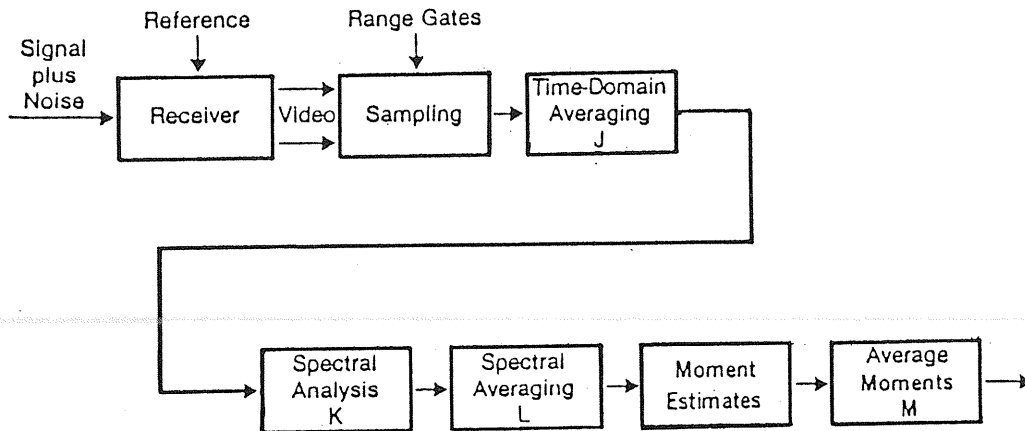 Reference
Range Gates
Signal
plus
Noise
Receiver
Video
Sampling
Time-Domain
Averaging
J
Spectral
Analysis
K
Spectral
Averaging
L
Moment
Estimates
Average
Moments
M